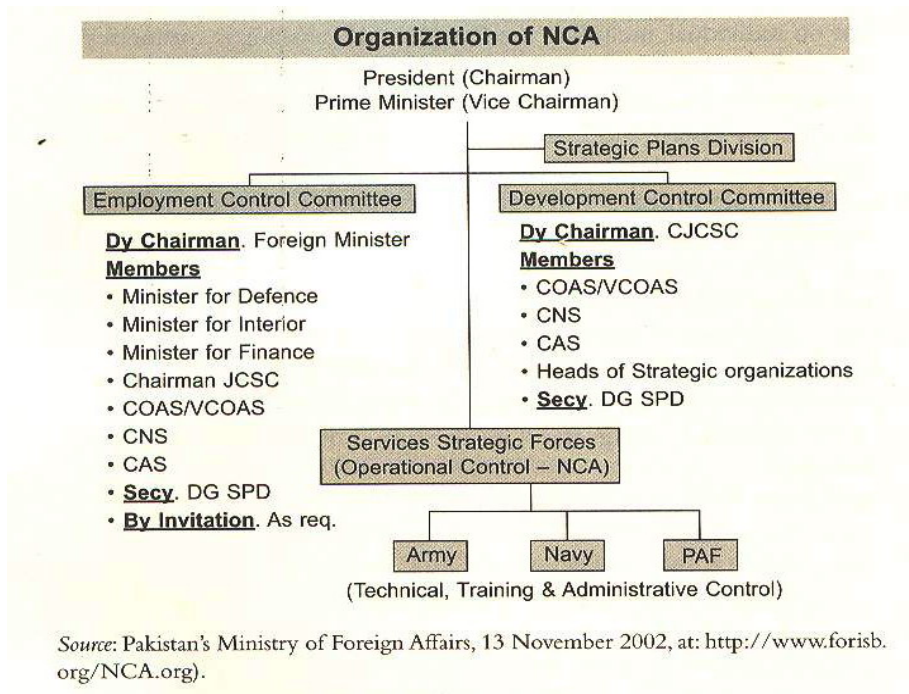 Organization of NCA
President (Chairman)
Prime Minister (Vice Chairman)
Strategic Plans Division
Employment Control Committee
Dy Chairman. Foreign Minister
Members
• Minister for Defence
• Minister for Interior
• Minister for Finance
• Chairman JCSC
• COAS/VCOAS
• CNS
• CAS
• Secy. DG SPD
• By Invitation. As req.
Development Control Committee
Dy Chairman. CJCSC
Members
• COAS/VCOAS
• CNS
• CAS
• Heads of Strategic organizations
• Secy. DG SPD
Services Strategic Forces
(Operational Control – NCA)
Army
Navy
PAF
(Technical, Training & Administrative Control)
Source: Pakistan's Ministry of Foreign Affairs, 13 November 2002, at: http://www.forisb.
org/NCA.org).